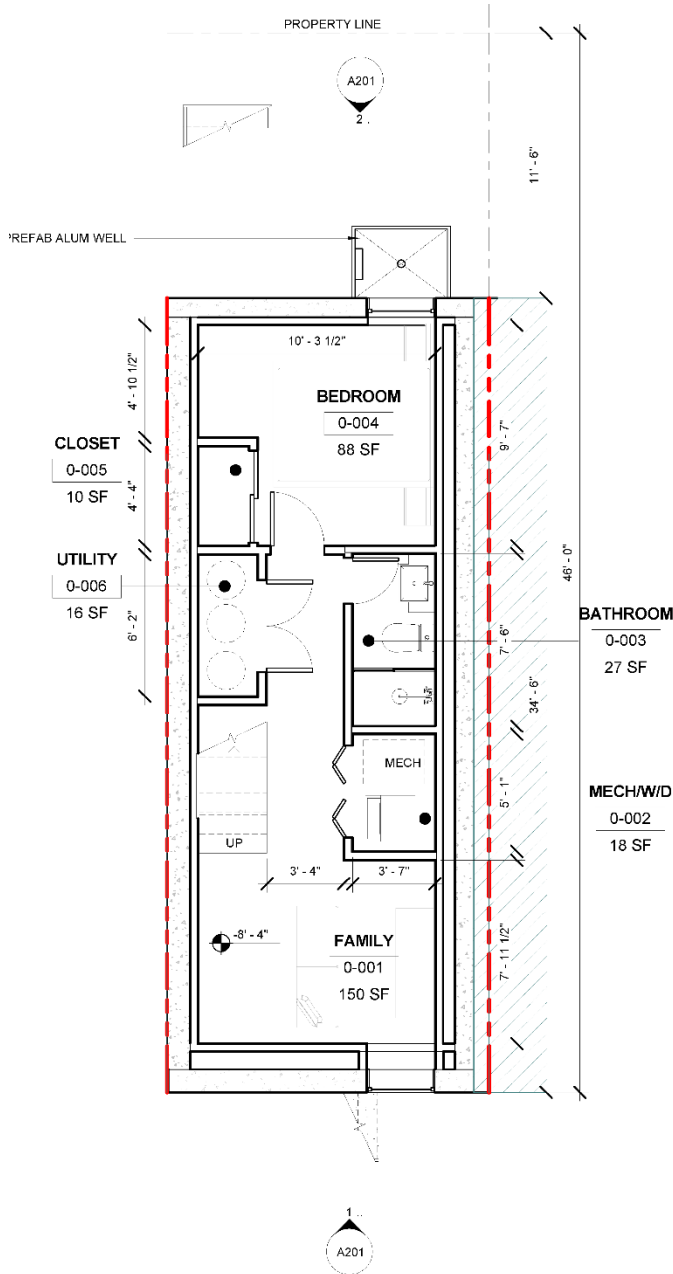 PROPERTY LINE
A201
2 .
11' - 6"
PREFAB ALUM WELL
10' - 3 1/2"
4' - 10 1/2"
BEDROOM
0-004
88 SF
9' - 7"
CLOSET
0-005
10 SF
4' - 4"
UTILITY
0-006
16 SF
6' - 2"
46' - 0"
BATHROOM
0-003
27 SF
7' - 6"
34' - 6"
MECH
MECH/W/D
0-002
18 SF
5' - 1"
UP
3' - 4"
3' - 7"
-8' - 4"
FAMILY
0-001
150 SF
7' - 11 1/2"
1 ..
A201